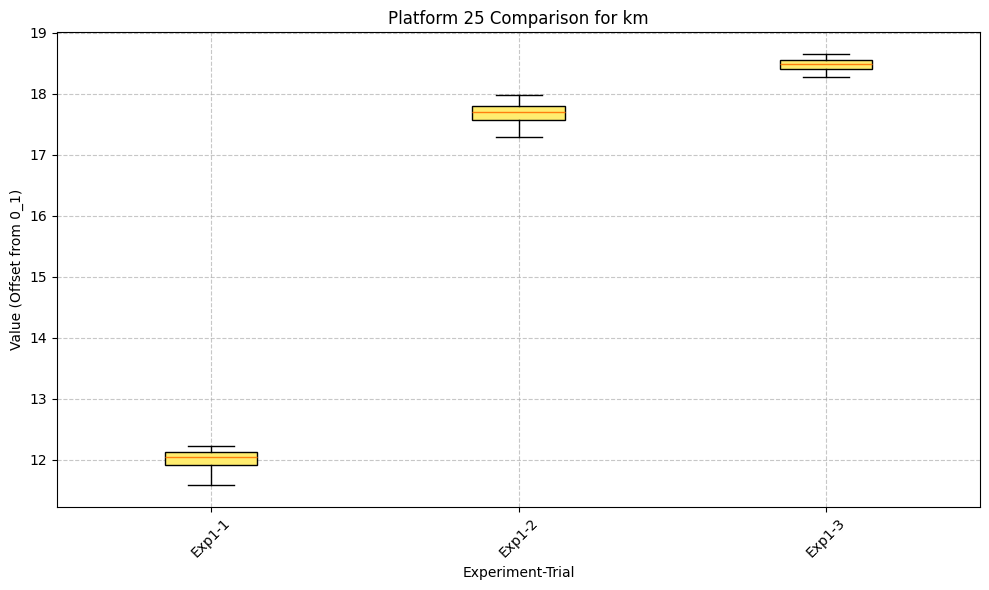 Platform 25 Comparison for km
Value (Offset from 0_1)
19
18
17
16
15
14
13
12
Exp1-1
Exp1-2
Exp1-3
Experiment-Trial